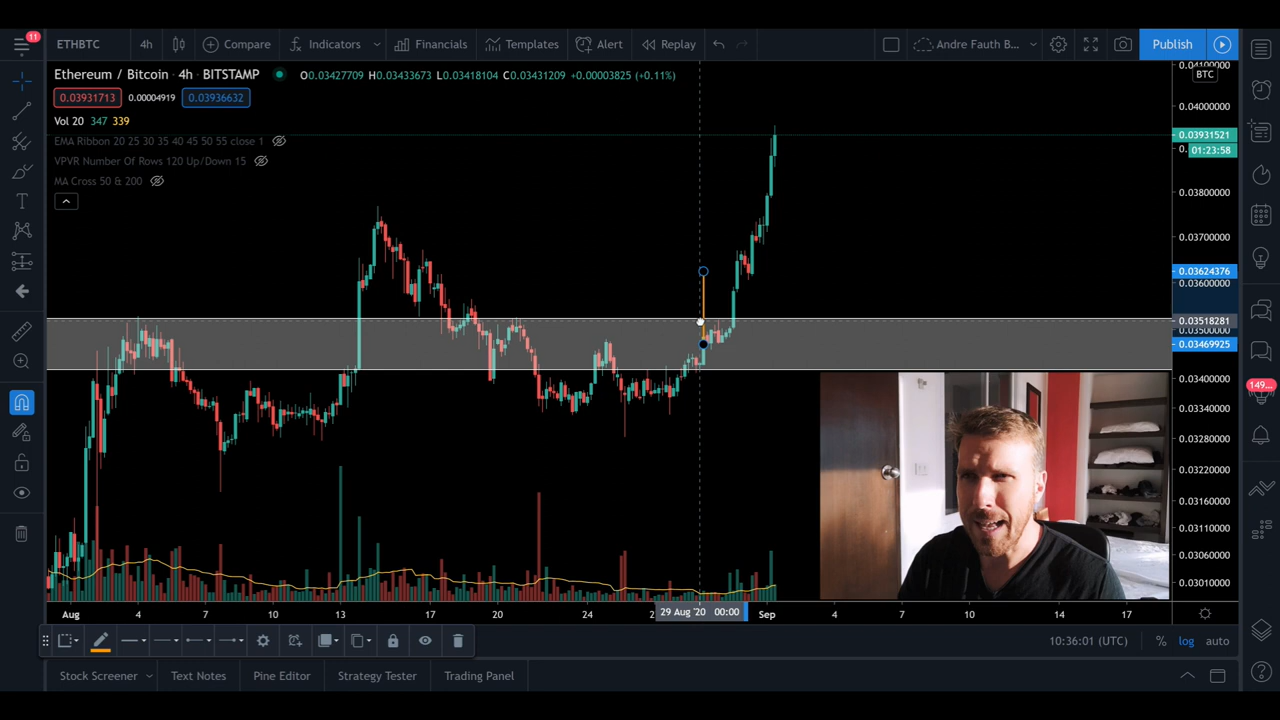 11
ETHBTC
4h
Compare
Indicators
Financials
Templates
Alert
Replay
Andre Fauth B...
Publish
Ethereum / Bitcoin · 4h · BITSTAMP
O0.03427709 H0.03433673 L0.03418104 C0.03431209 +0.00003825 (+0.11%)
0.03931713 0.00004919 0.03936632
Vol 20 347 339
EMA Ribbon 20 25 30 35 40 45 50 55 close 1
VPVR Number Of Rows 120 Up/Down 15
MA Cross 50 & 200
0.04100000
BTC
0.04000000
0.03931521
0.
01:23:58
0.03800000
0.03700000
0.03624376
0.03600000
0.03518281
0.03500000
0.03469925
0.03400000
0.03340000
0.03280000
0.03220000
0.03160000
0.03110000
0.03060000
0.03010000
149...
Aug 4 7 10 13 17 20 24 2 29 Aug '20 00:00 Sep 4 7 10 14 17
10:36:01 (UTC) % log auto
Stock Screener
Text Notes
Pine Editor
Strategy Tester
Trading Panel